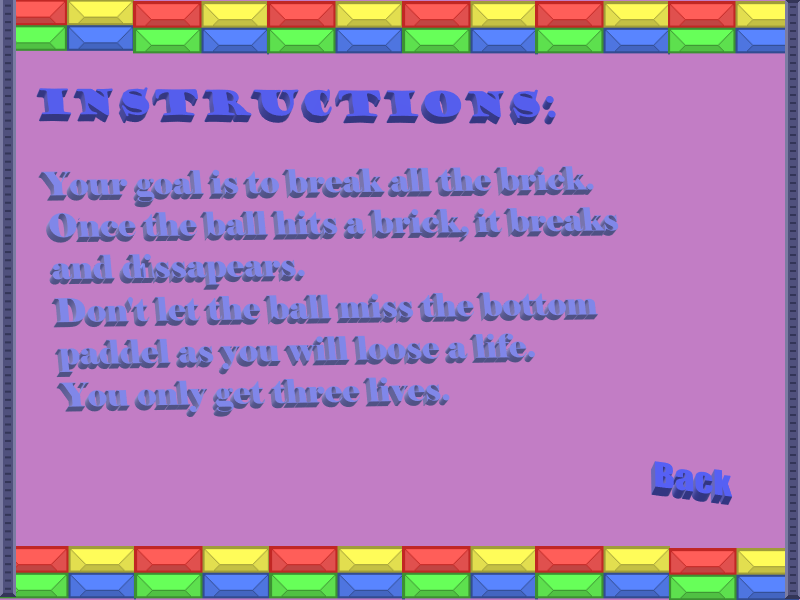 INSTRUCTIONS:
Your goal is to break all the brick.
Once the ball hits a brick, it breaks
and dissapears.
Don't let the ball miss the bottom
paddel as you will loose a life.
You only get three lives.
Back